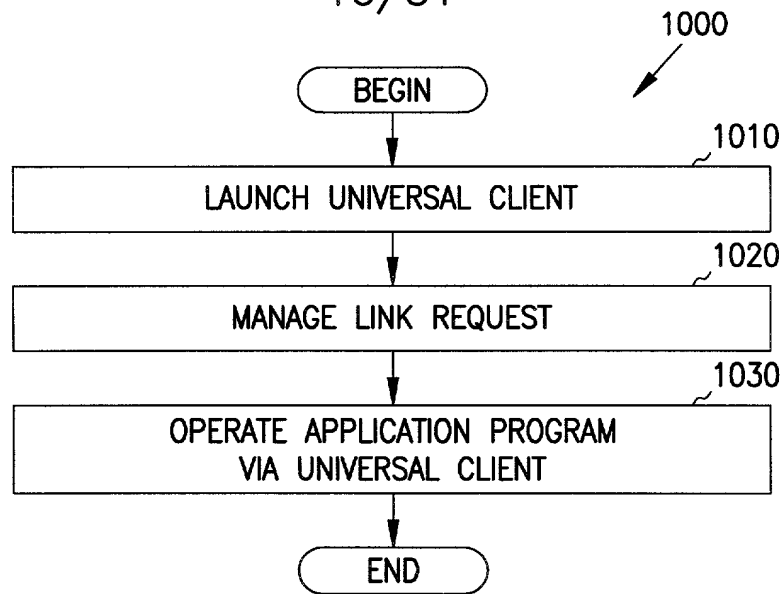 1000
BEGIN
1010
LAUNCH UNIVERSAL CLIENT
1020
MANAGE LINK REQUEST
1030
OPERATE APPLICATION PROGRAM
VIA UNIVERSAL CLIENT
END